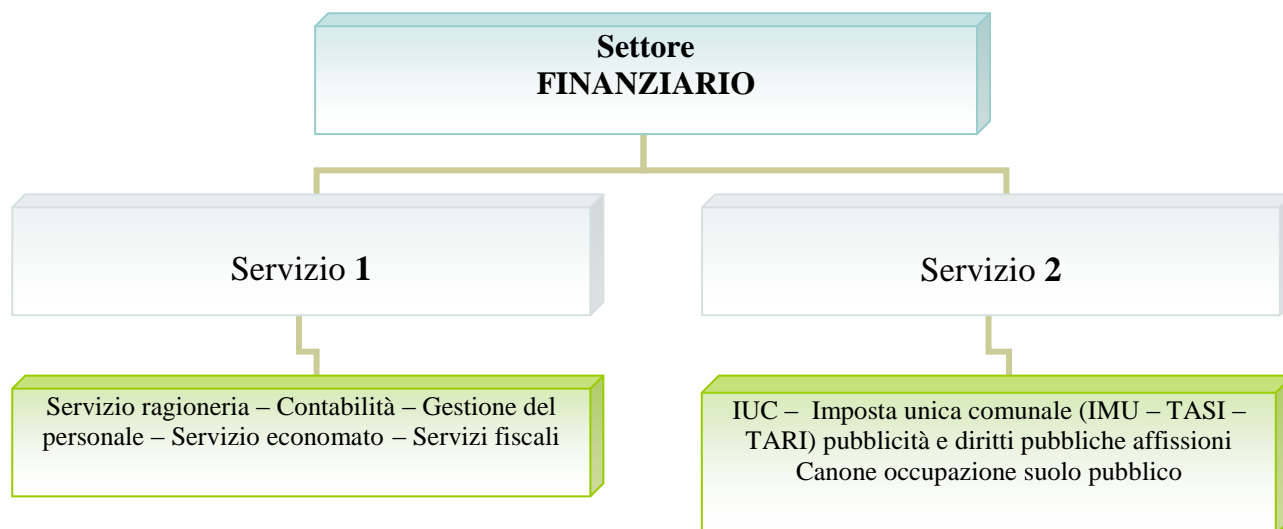 Settore
FINANZIARIO
Servizio 1
Servizio 2
Servizio ragioneria – Contabilità – Gestione del
personale – Servizio economato – Servizi fiscali
IUC – Imposta unica comunale (IMU – TASI –
TARI) pubblicità e diritti pubbliche affissioni
Canone occupazione suolo pubblico